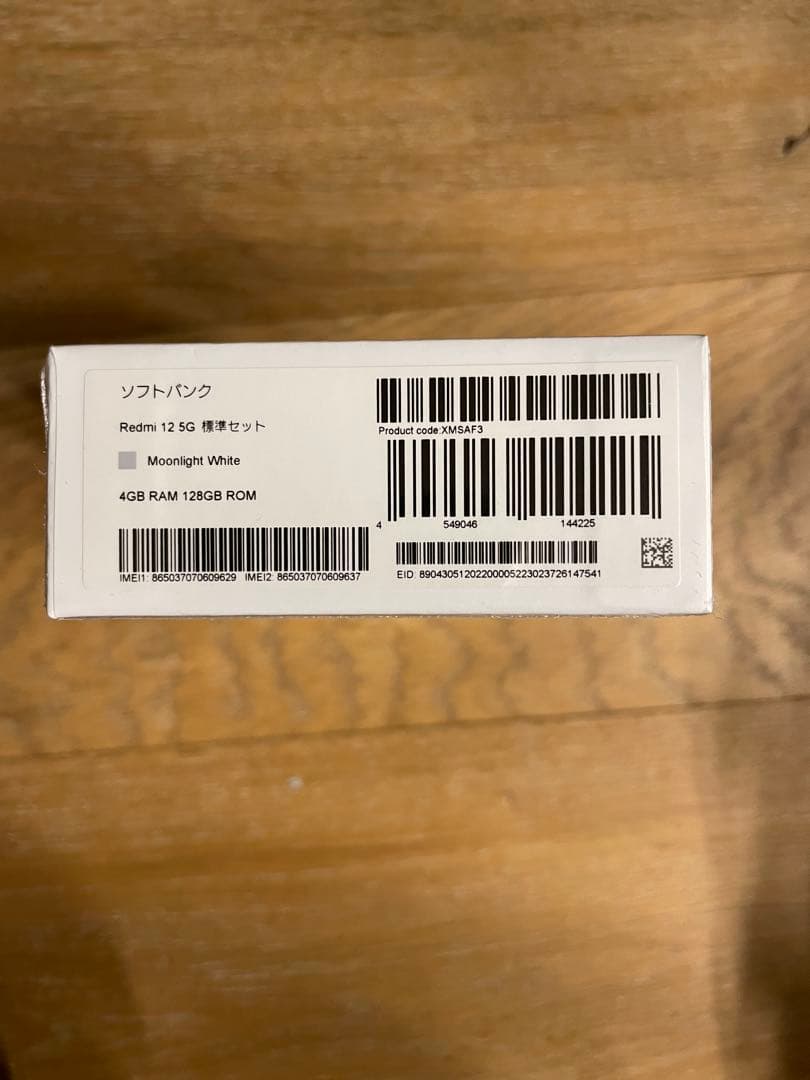 ソフトバンク
Redmi 12 5G 標準セット
Moonlight White
4GB RAM 128GB ROM
IMEI1: 865037070609629 IMEI2: 865037070609637
Product code:XMSAF3
4 549046 144225
EID: 89043051202200005223023726147541